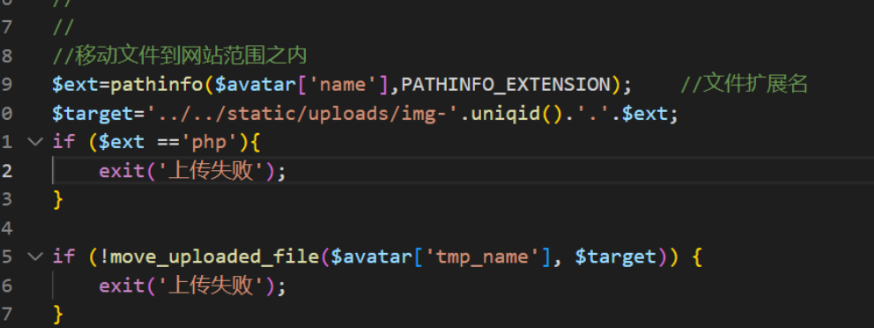 //
7 //
8 //移动文件到网站范围之内
9 $ext=pathinfo($avatar['name'],PATHINFO_EXTENSION); //文件扩展名
0 $target='../../static/uploads/img-'.uniqid().'.'.$ext;
1 if ($ext =='php'){
2 exit('上传失败');
3 }
4
5 if (!move_uploaded_file($avatar['tmp_name'], $target)) {
6 exit('上传失败');
7 }